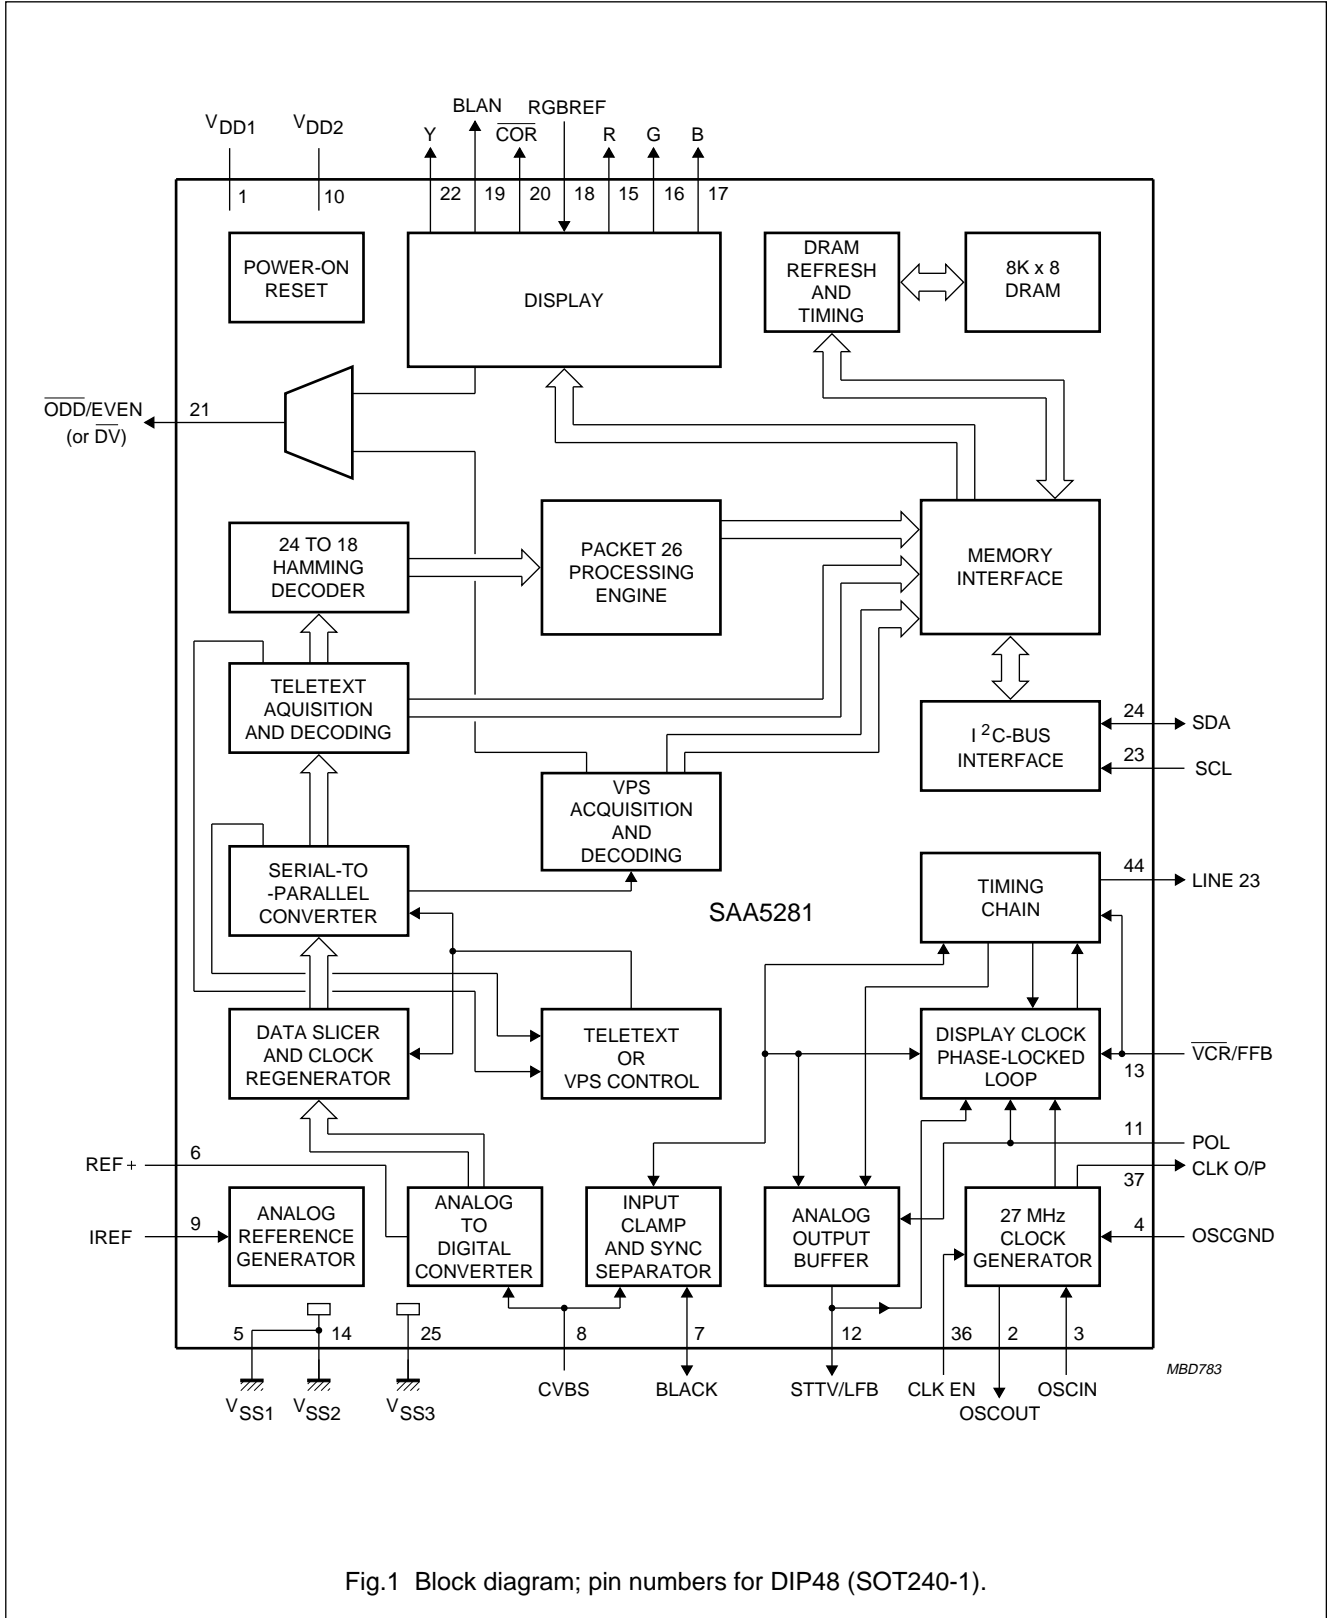 BLAN RGBREF
VDD1 VDD2 Y COR R G B
1 10 22 19 20 18 15 16 17
POWER-ON
RESET
DISPLAY
DRAM
REFRESH
AND
TIMING
8K x 8
DRAM
ODD/EVEN
(or DV)
21
24 TO 18
HAMMING
DECODER
PACKET 26
PROCESSING
ENGINE
MEMORY
INTERFACE
TELETEXT
AQUISITION
AND DECODING
I2C-BUS
INTERFACE
24
SDA
23
SCL
VPS
ACQUISITION
AND
DECODING
SERIAL-TO
-PARALLEL
CONVERTER
SAA5281
TIMING
CHAIN
44
LINE 23
DATA SLICER
AND CLOCK
REGENERATOR
TELETEXT
OR
VPS CONTROL
DISPLAY CLOCK
PHASE-LOCKED
LOOP
VCR/FFB
13
11
POL
CLK O/P
37
REF+
6
IREF
9
ANALOG
REFERENCE
GENERATOR
ANALOG
TO
DIGITAL
CONVERTER
INPUT
CLAMP
AND SYNC
SEPARATOR
ANALOG
OUTPUT
BUFFER
27 MHz
CLOCK
GENERATOR
4
OSCGND
5 14 25 8 7 12 36 2 3
MBD783
VSS1 VSS2 VSS3 CVBS BLACK STTV/LFB CLK EN OSCIN
OSCOUT
Fig.1 Block diagram; pin numbers for DIP48 (SOT240-1).